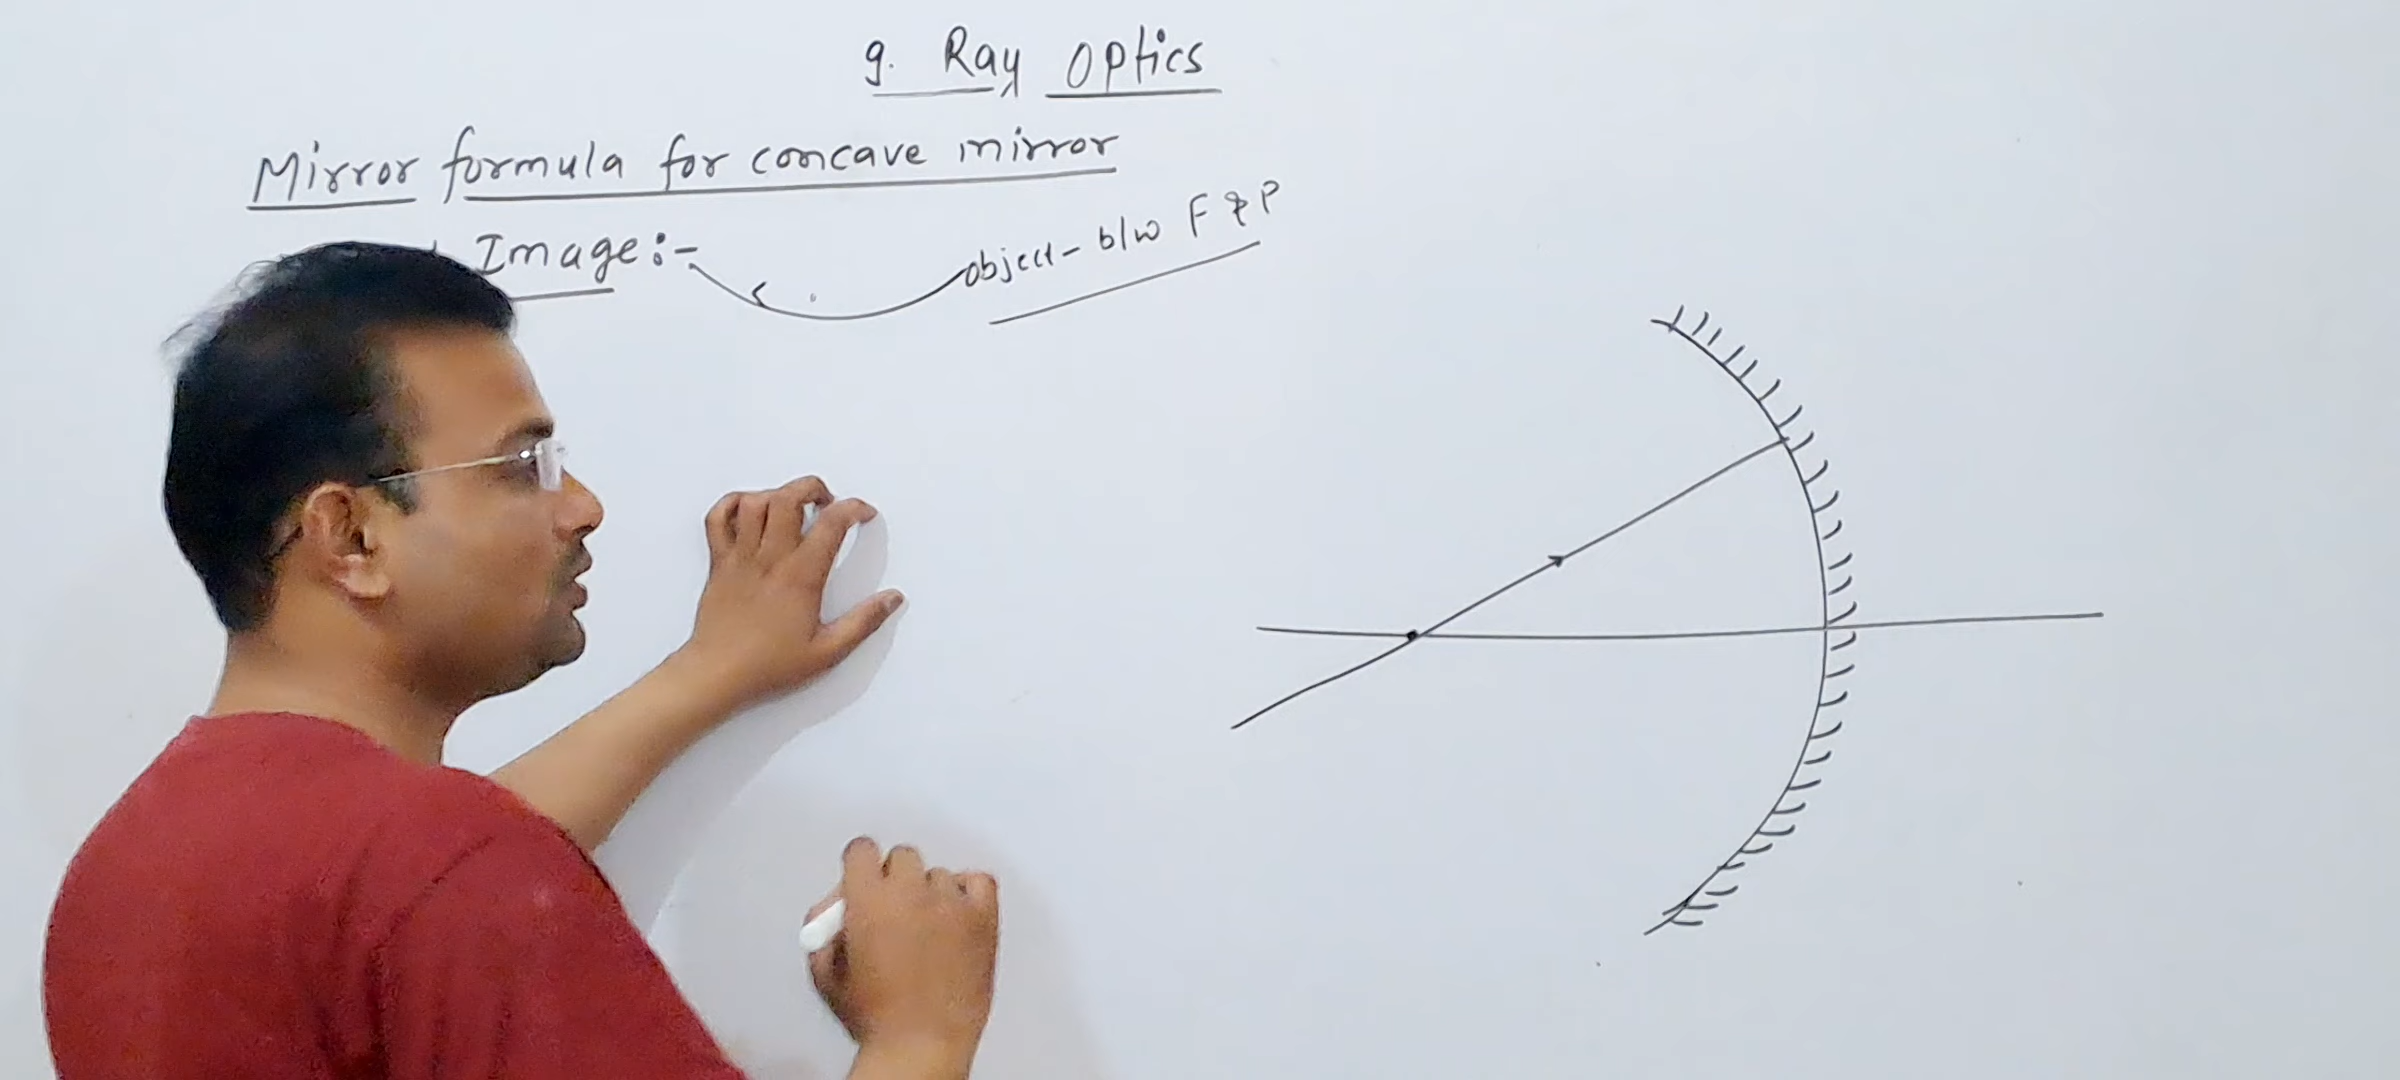 9. Ray Optics
Mirror formula for concave mirror
Image:-
object- b/w F & P